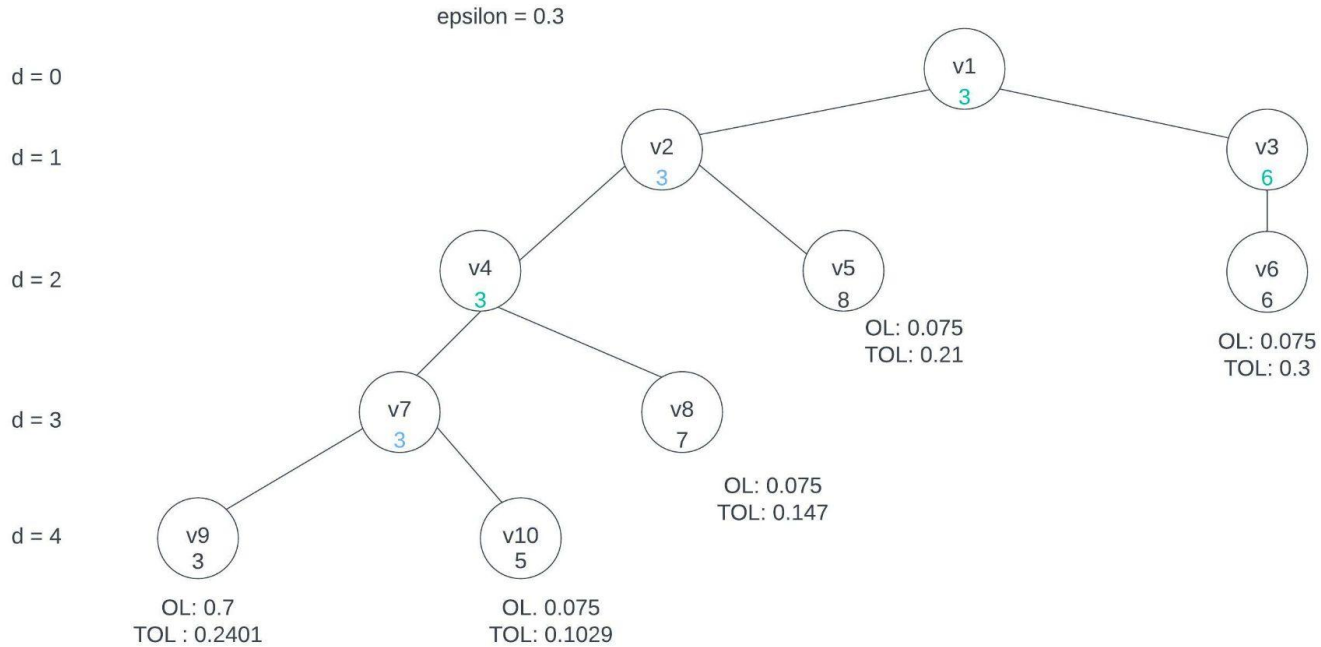 epsilon = 0.3
d = 0
v1
3
d = 1
v2
3
v3
6
d = 2
v4
3
v5
8
OL: 0.075
TOL: 0.21
v6
6
OL: 0.075
TOL: 0.3
d = 3
v7
3
v8
7
OL: 0.075
TOL: 0.147
d = 4
v9
3
OL: 0.7
TOL : 0.2401
v10
5
OL. 0.075
TOL: 0.1029